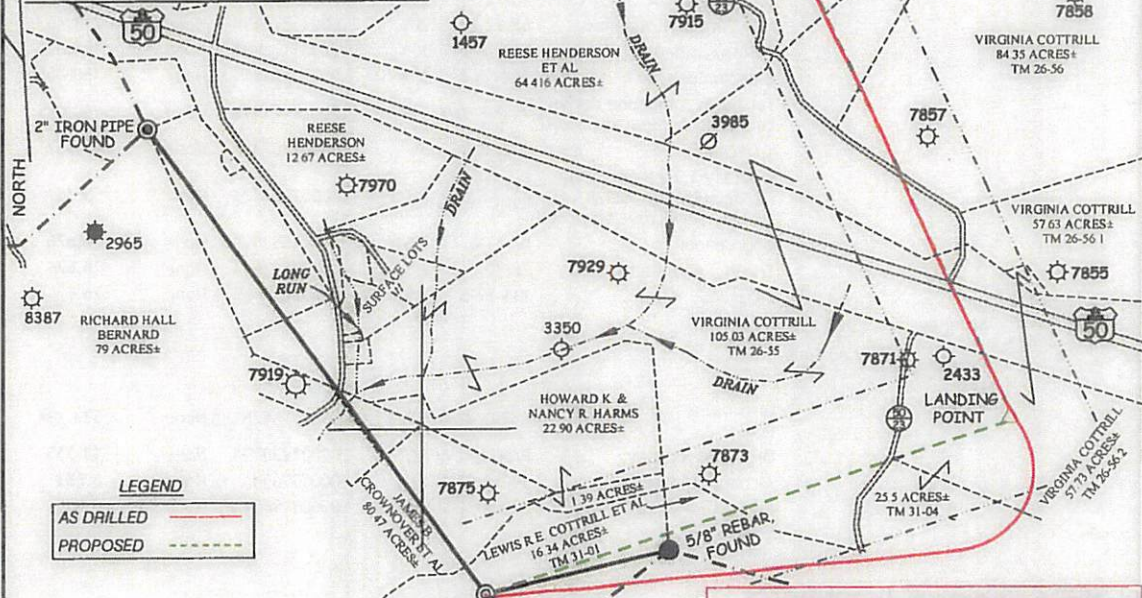 50
1457
7915
23
7858
REESE HENDERSON
ET AL
64.416 ACRES±
DRAIN
VIRGINIA COTTRILL
84.35 ACRES±
TM 26-56
2" IRON PIPE
FOUND
REESE
HENDERSON
12.67 ACRES±
3985
7857
NORTH
7970
DRAIN
2965
VIRGINIA COTTRILL
57.63 ACRES±
TM 26-56.1
7855
LONG
RUN
SURFACE LOTS
W/
7929
8387
RICHARD HALL
BERNARD
79 ACRES±
3350
VIRGINIA COTTRILL
105.03 ACRES±
TM 26-55
50
7871
2433
7919
DRAIN
LANDING
POINT
HOWARD K &
NANCY R. HARMS
22.90 ACRES±
50
23
VIRGINIA COTTRILL
57.73 ACRES±
TM 26-56.2
7873
7875
LEGEND
AS DRILLED
PROPOSED
JAMES B.
CROWNOVER ET AL
80.47 ACRES±
1.39 ACRES±
LEWIS R.E. COTTRILL ET AL
16.34 ACRES±
TM 31-01
5/8" REBAR,
FOUND
25.5 ACRES±
TM 31-04